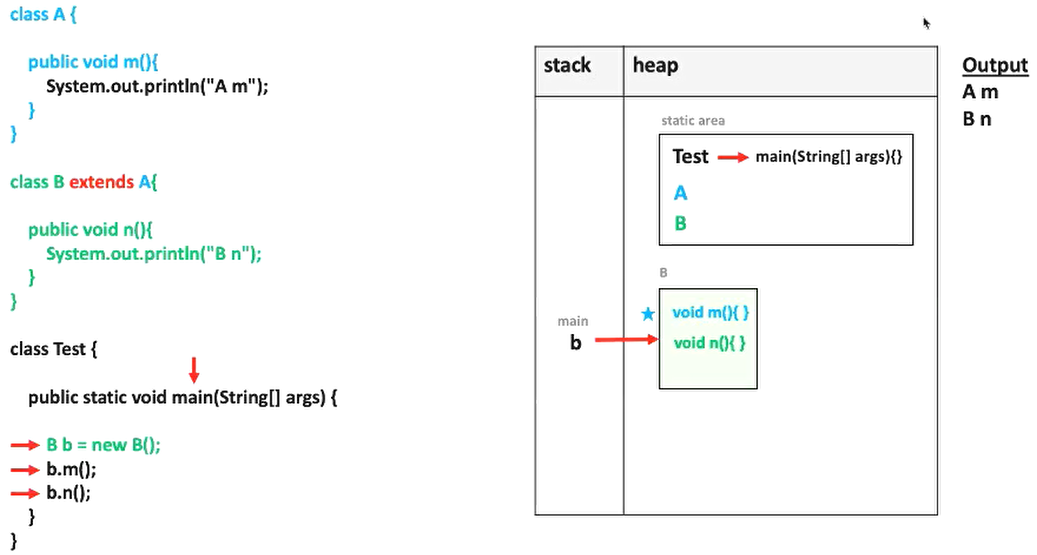 class A {
public void m(){
System.out.println("A m");
}
}
class B extends A{
public void n(){
System.out.println("B n");
}
}
class Test {
public static void main(String[] args) {
B b = new B();
b.m();
b.n();
}
}
stack
heap
static area
Test
main(String[] args){}
A
B
B
void m(){ }
void n(){ }
main
b
Output
A m
B n